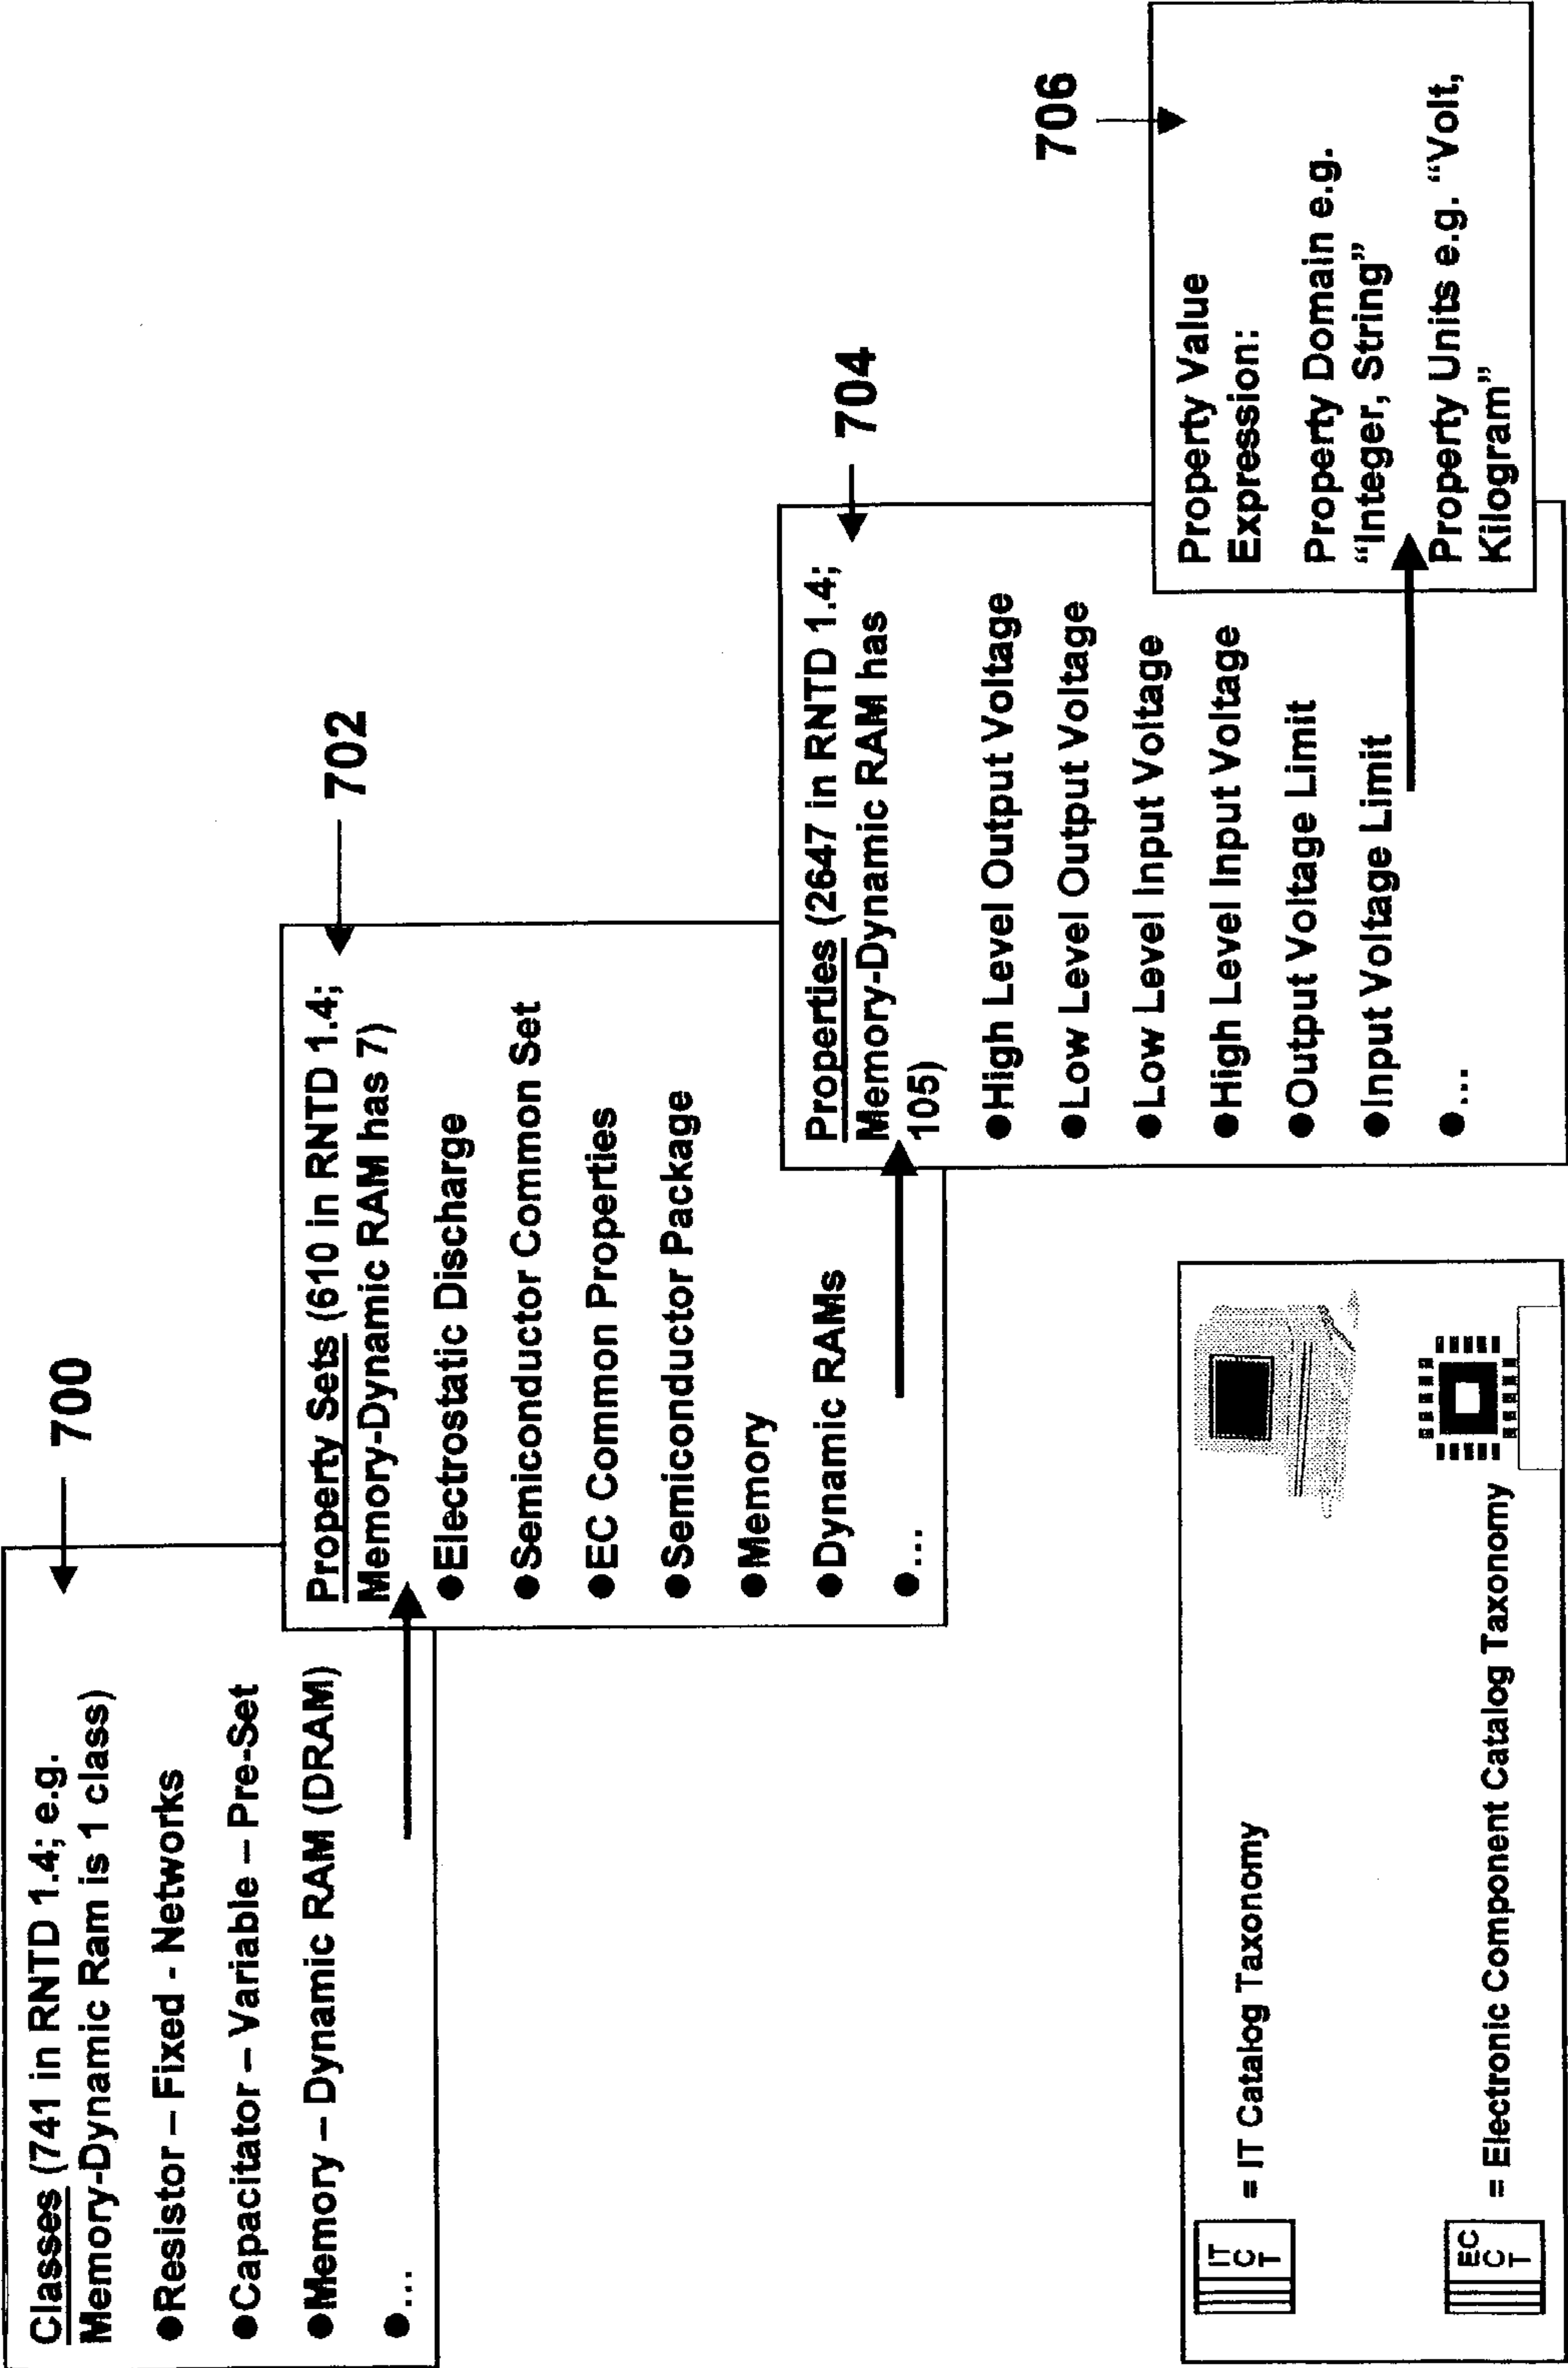 700
Classes (741 in RNTD 1.4; e.g.
Memory-Dynamic Ram is 1 class)
●Resistor – Fixed - Networks
●Capacitator – Variable – Pre-Set
●Memory – Dynamic RAM (DRAM)
●...
702
Property Sets (610 in RNTD 1.4;
Memory-Dynamic RAM has 7)
●Electrostatic Discharge
●Semiconductor Common Set
●EC Common Properties
●Semiconductor Package
●Memory
●Dynamic RAMs
●...
704
Properties (2647 in RNTD 1.4;
Memory-Dynamic RAM has
105)
●High Level Output Voltage
●Low Level Output Voltage
●Low Level Input Voltage
●High Level Input Voltage
●Output Voltage Limit
●Input Voltage Limit
●...
706
Property Value
Expression:
Property Domain e.g.
“Integer, String”
Property Units e.g. “Volt,
Kilogram”
IT
C
T
= IT Catalog Taxonomy
EC
C
T
= Electronic Component Catalog Taxonomy